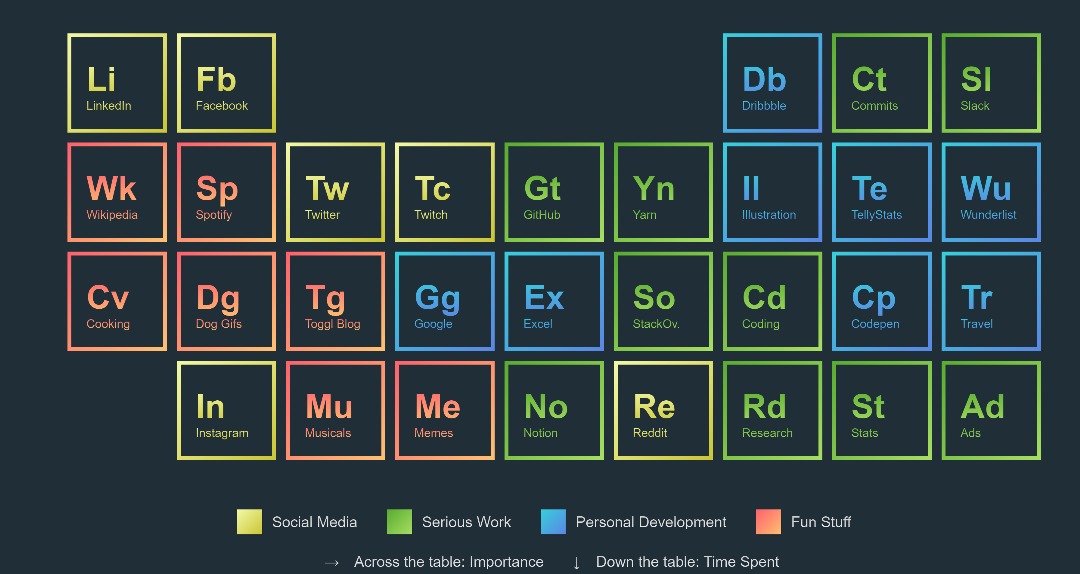 Li Fb Db Ct Sl
LinkedIn Facebook Dribbble Commits Slack
Wk Sp Tw Tc Gt Yn Il Te Wu
Wikipedia Spotify Twitter Twitch GitHub Yarn Illustration TellyStats Wunderlist
Cv Dg Tg Gg Ex So Cd Cp Tr
Cooking Dog Gifs Toggl Blog Google Excel StackOv. Coding Codepen Travel
In Mu Me No Re Rd St Ad
Instagram Musicals Memes Notion Reddit Research Stats Ads
Social Media Serious Work Personal Development Fun Stuff
→ Across the table: Importance ↓ Down the table: Time Spent